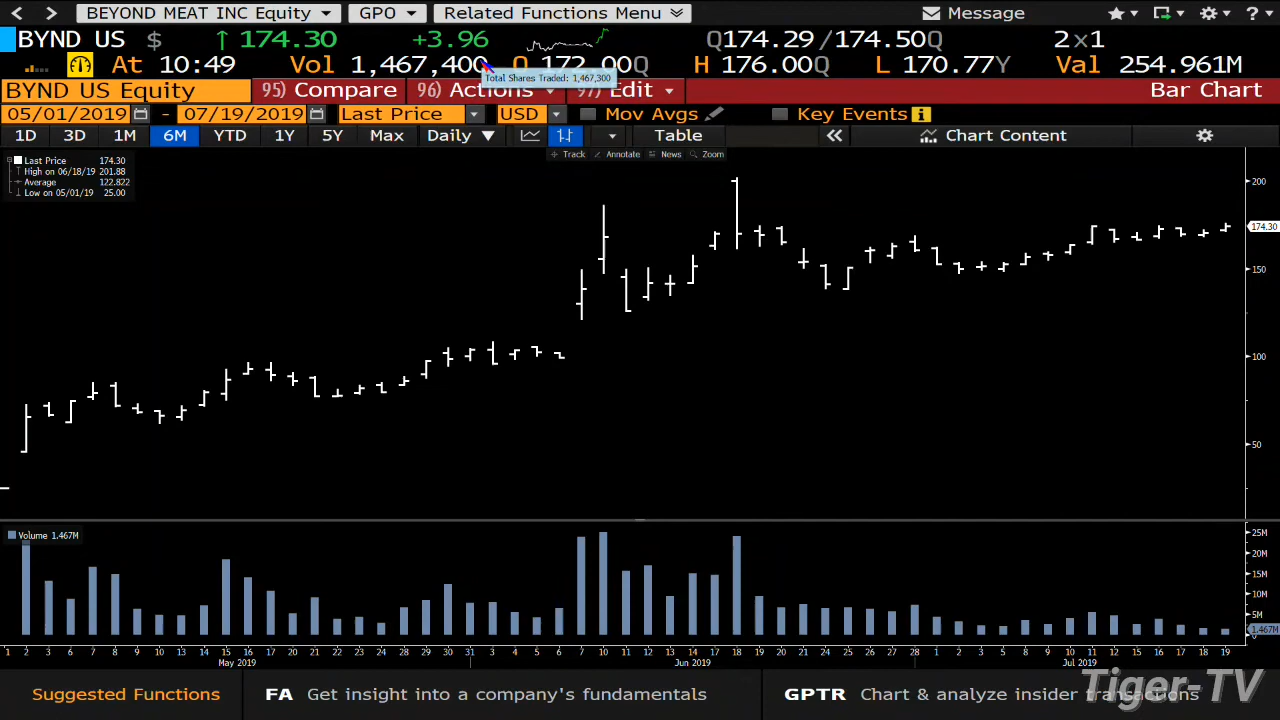 BEYOND MEAT INC Equity GPO Related Functions Menu Message ?
BYND US $ ↑ 174.30 +3.96 Q174.29 /174.50Q 2×1
At 10:49 Vol 1,467,400 O 172.00Q H 176.00Q L 170.77Y Val 254.961M
Total Shares Traded: 1,467,300
BYND US Equity 95) Compare 96) Actions 97) Edit Bar Chart
05/01/2019 - 07/19/2019 Last Price USD Mov Avgs Key Events
1D 3D 1M 6M YTD 1Y 5Y Max Daily ▼ Table « Chart Content
Track Annotate News Zoom
Last Price 174.30
High on 06/18/19 201.88
Average 122.822
Low on 05/01/19 25.00
200
174.30
150
100
50
Volume 1.467M
25M
20M
15M
10M
5M
1.467M
0
1 2 3 6 7 8 9 10 13 14 15 16 17 20 21 22 23 24 28 29 30 31 3 4 5 6 7 10 11 12 13 14 17 18 19 20 21 24 25 26 27 28 1 2 3 5 8 9 10 11 12 15 16 17 18 19
May 2019 Jun 2019 Jul 2019
Suggested Functions FA Get insight into a company's fundamentals GPTR Chart & analyze insider transactions
Tiger-TV